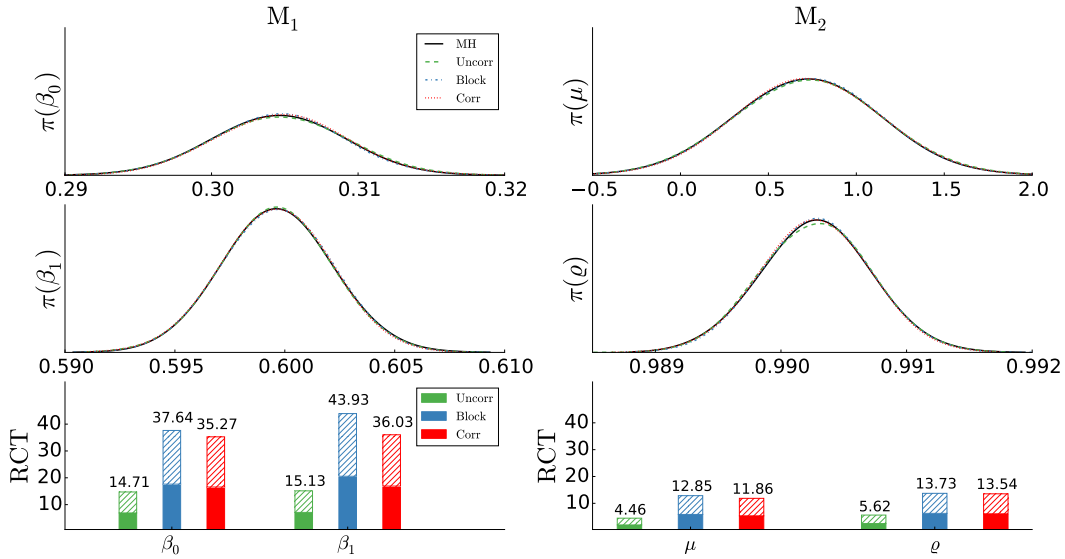 M₁
M₂
π(β₀)
MH
Uncorr
Block
Corr
0.29 0.30 0.31 0.32
π(μ)
−0.5 0.0 0.5 1.0 1.5 2.0
π(β₁)
0.590 0.595 0.600 0.605 0.610
π(ϱ)
0.989 0.990 0.991 0.992
RCT
40
30
20
10
14.71 37.64 35.27 15.13 43.93 36.03
Uncorr
Block
Corr
β₀ β₁
RCT
40
30
20
10
4.46 12.85 11.86 5.62 13.73 13.54
μ ϱ